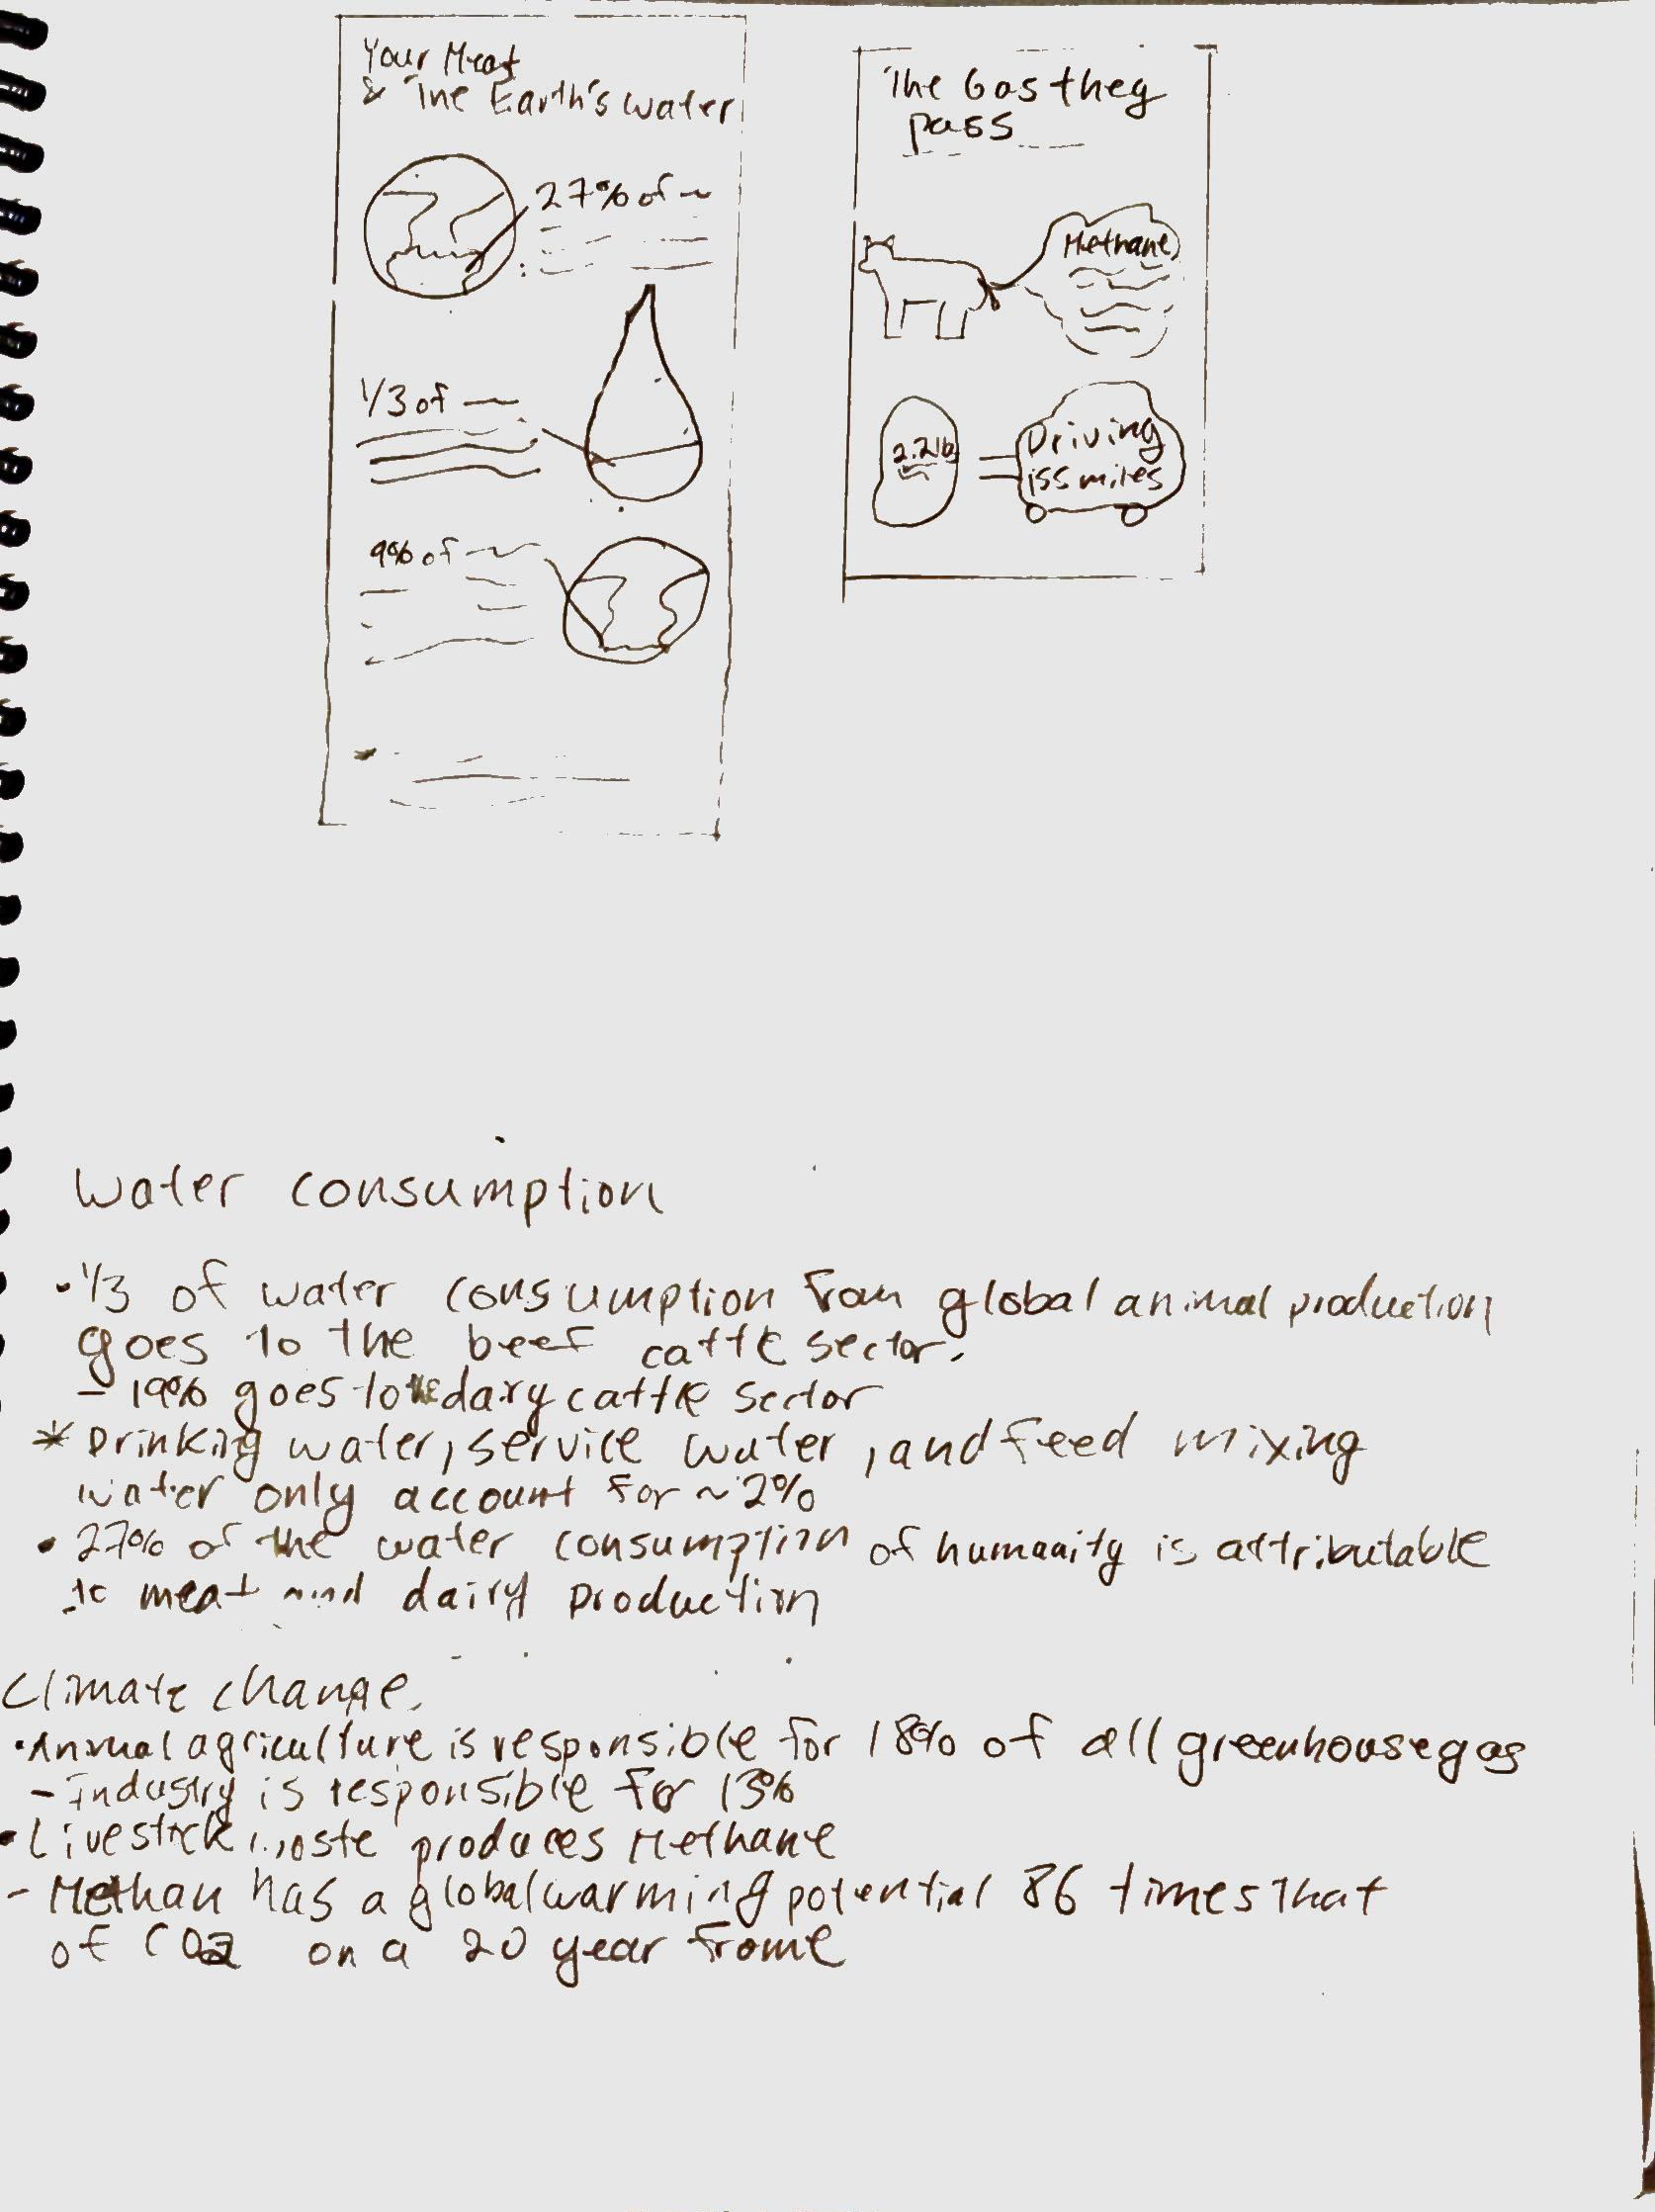 Your Meat
& The Earth's water
27% of
1/3 of
9% of
The Gas they
pass
Methane
2.2lb
Driving
155 miles
Water consumption
• 1/3 of water consumption from global animal production
goes to the beef cattle sector.
- 19% goes to the dary cattle sector
* Drinking water, service water, and feed mixing
water only account for ~2%
• 27% of the water consumption of humanity is attributable
to meat and dairy production
Climate change.
• Animal agriculture is responsible for 18% of all greenhouse gas
- Industry is responsible for 13%
• Livestock waste produces Methane
- Methan has a global warming potential 86 times that
of CO2 on a 20 year frame